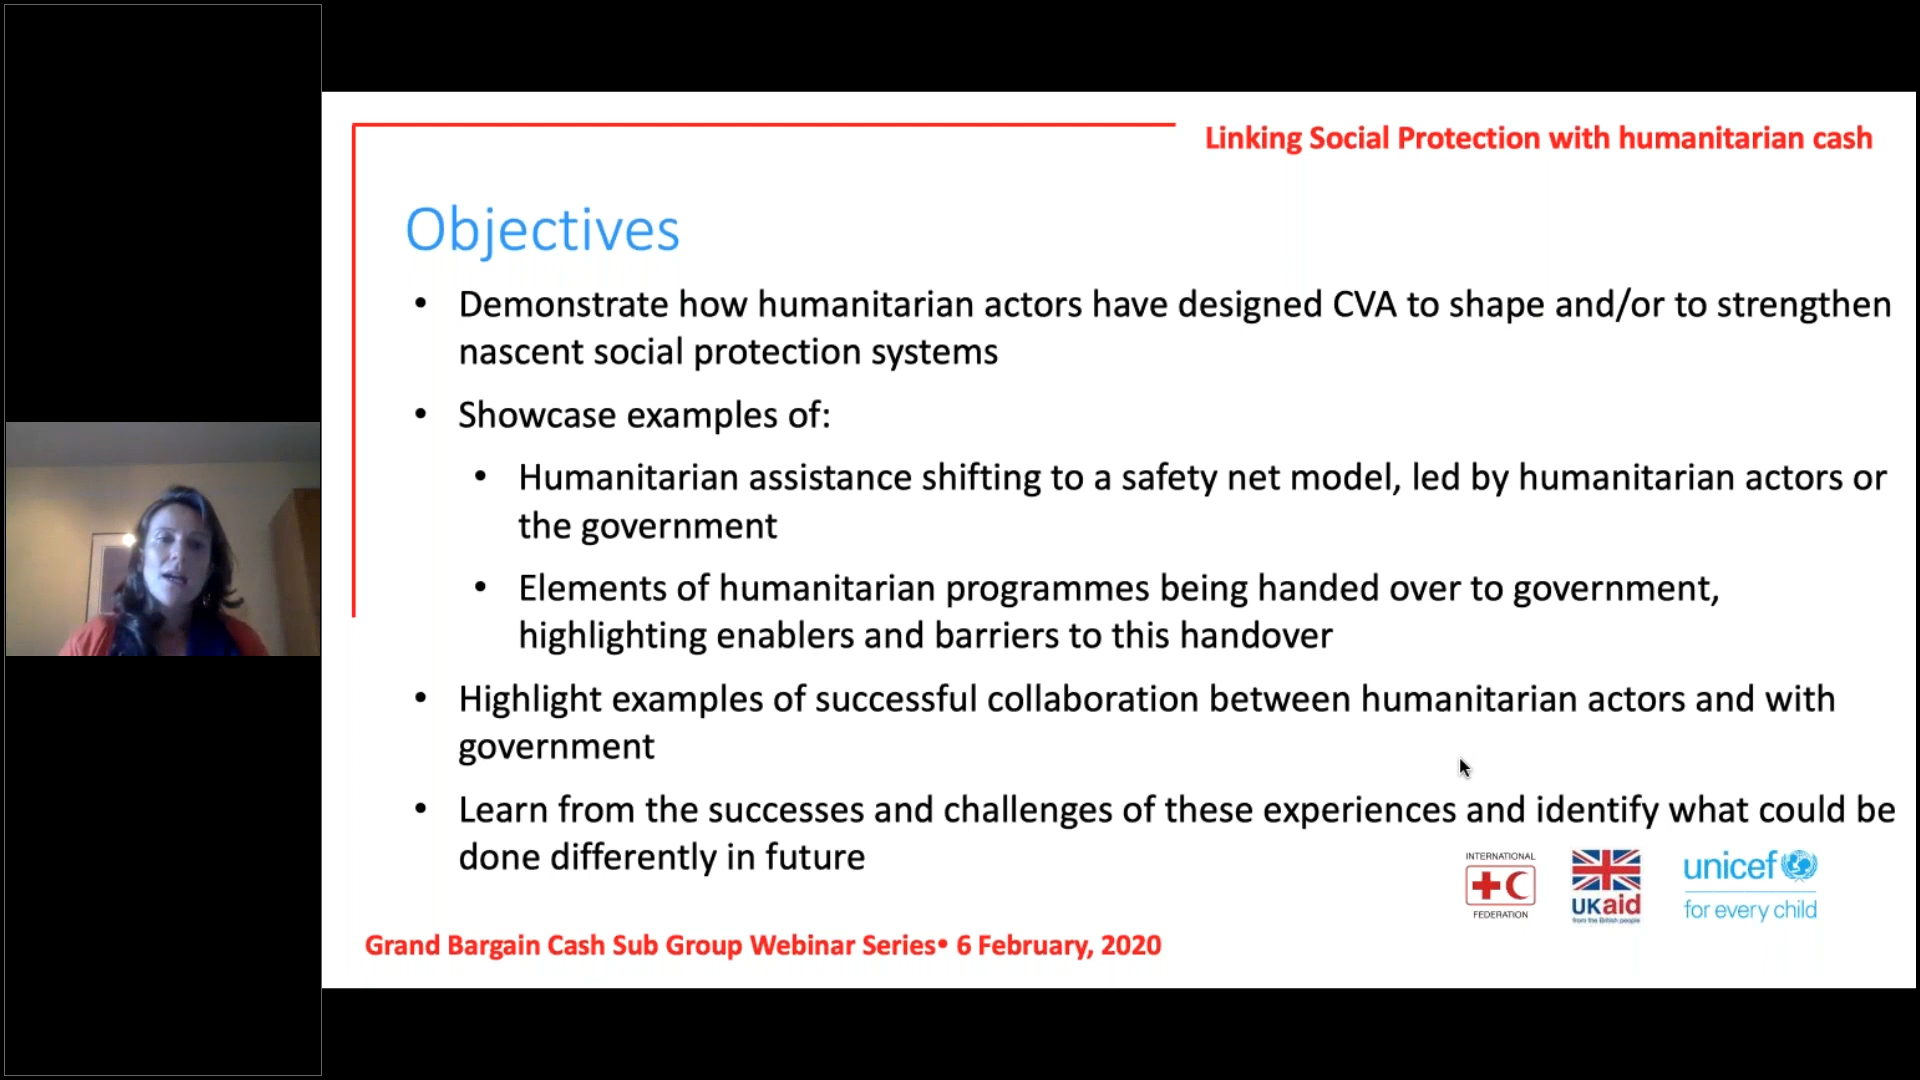 Linking Social Protection with humanitarian cash
Objectives
• Demonstrate how humanitarian actors have designed CVA to shape and/or to strengthen
nascent social protection systems
• Showcase examples of:
• Humanitarian assistance shifting to a safety net model, led by humanitarian actors or
the government
• Elements of humanitarian programmes being handed over to government,
highlighting enablers and barriers to this handover
• Highlight examples of successful collaboration between humanitarian actors and with
government
• Learn from the successes and challenges of these experiences and identify what could be
done differently in future
INTERNATIONAL
FEDERATION
UKaid
from the British people
unicef
for every child
Grand Bargain Cash Sub Group Webinar Series• 6 February, 2020